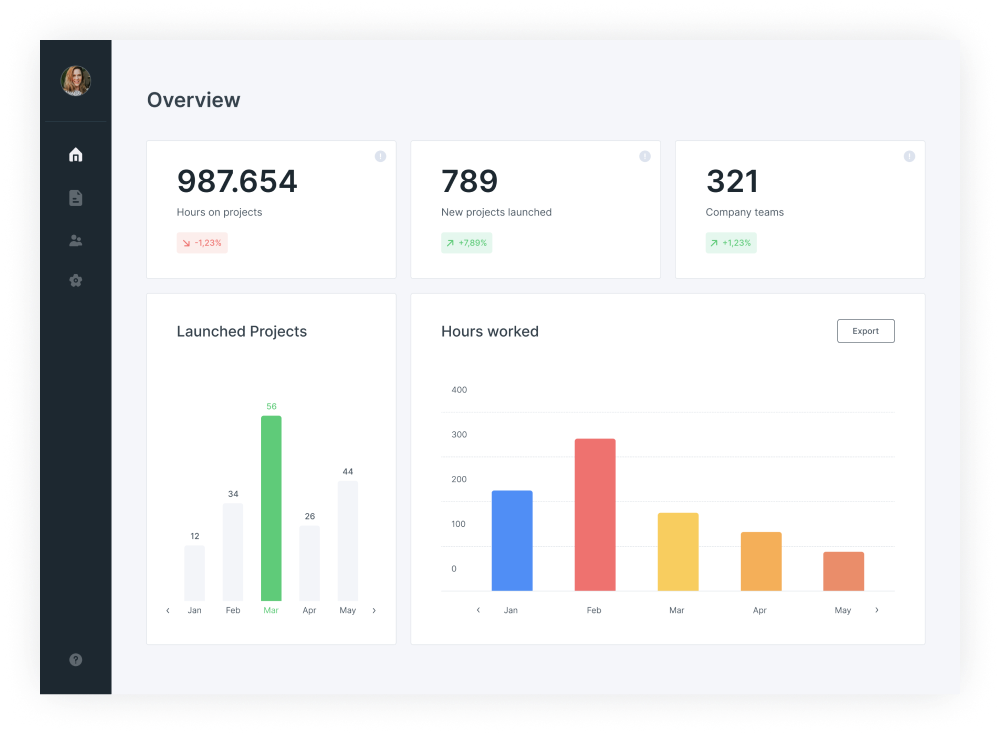 Overview
987.654
Hours on projects
-1,23%
789
New projects launched
+7,89%
321
Company teams
+1,23%
Launched Projects
56
44
34
26
12
Jan Feb Mar Apr May
Hours worked
Export
400
300
200
100
0
Jan Feb Mar Apr May